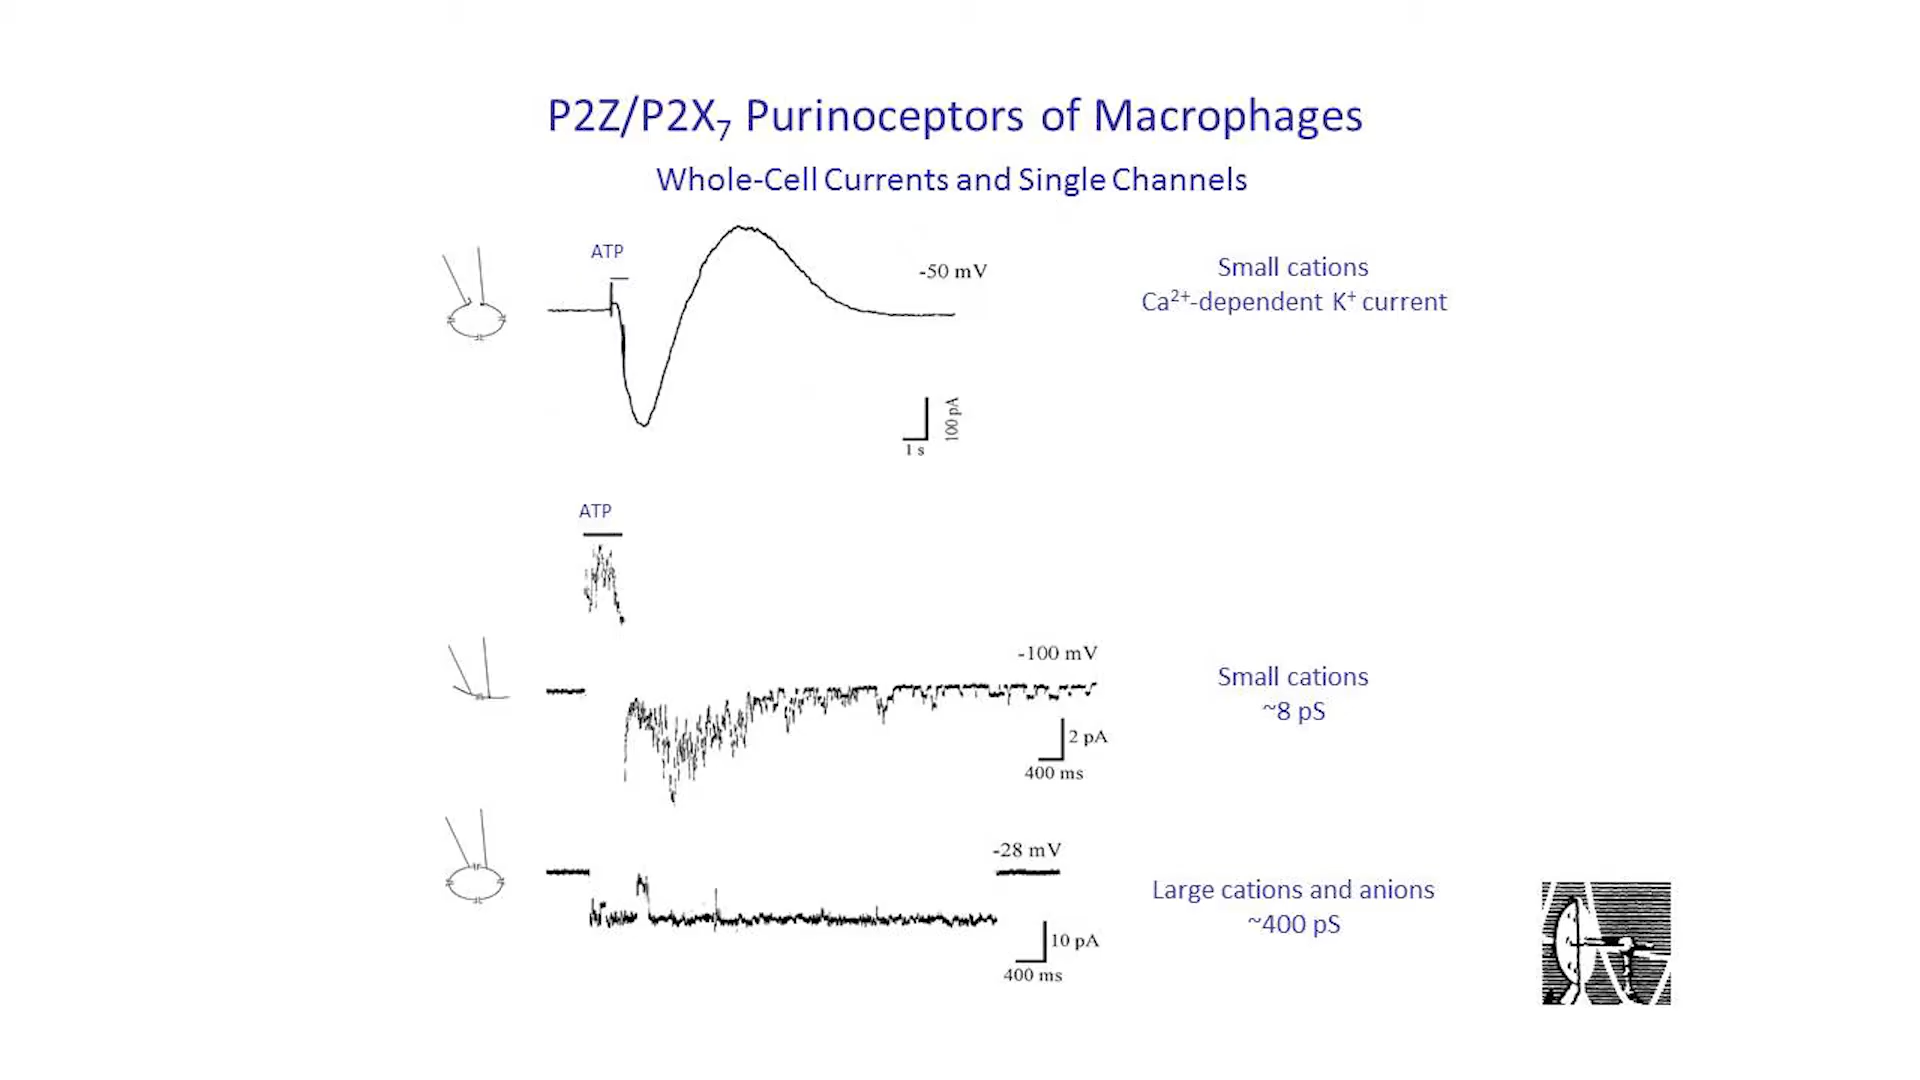 P2Z/P2X₇ Purinoceptors of Macrophages
Whole-Cell Currents and Single Channels
ATP
-50 mV
Small cations
Ca²⁺-dependent K⁺ current
100 pA
1 s
ATP
-100 mV
Small cations
~8 pS
2 pA
400 ms
-28 mV
Large cations and anions
~400 pS
10 pA
400 ms